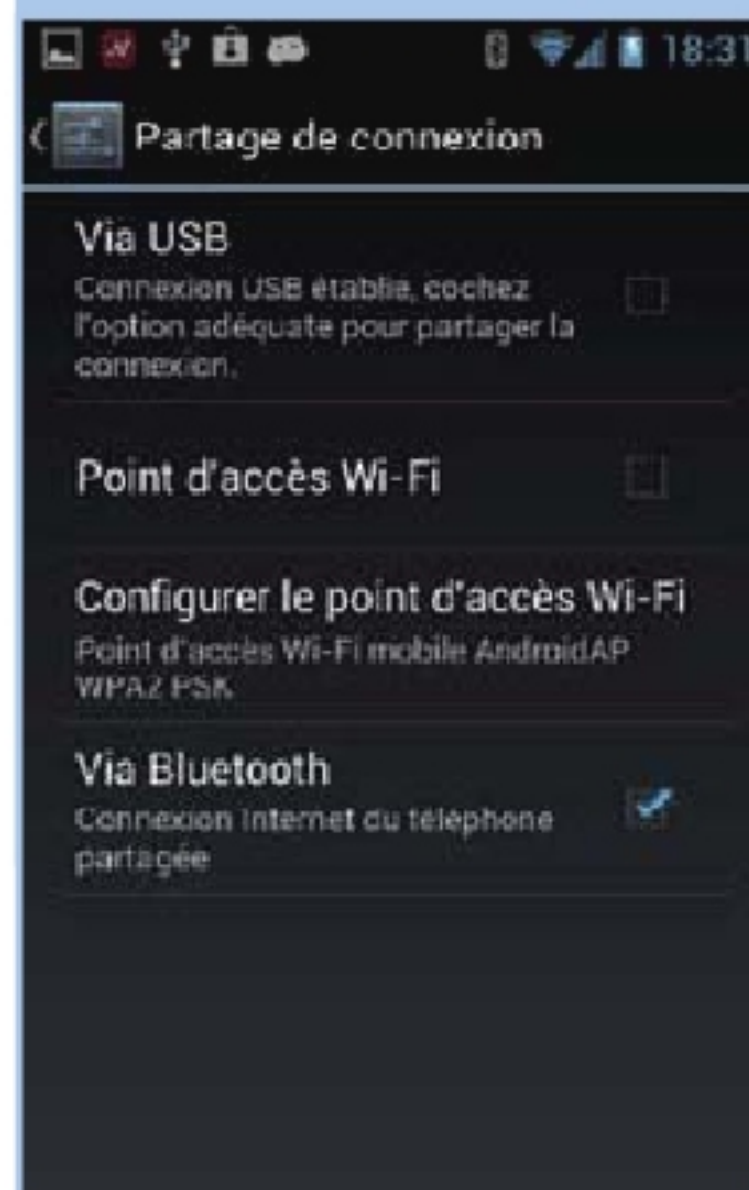 18:31
Partage de connexion
Via USB
Connexion USB établie, cochez
l'option adéquate pour partager la
connexion.
Point d'accès Wi-Fi
Configurer le point d'accès Wi-Fi
Point d'accès Wi-Fi mobile AndroidAP
WPA2 PSK
Via Bluetooth
Connexion Internet du téléphone
partagée